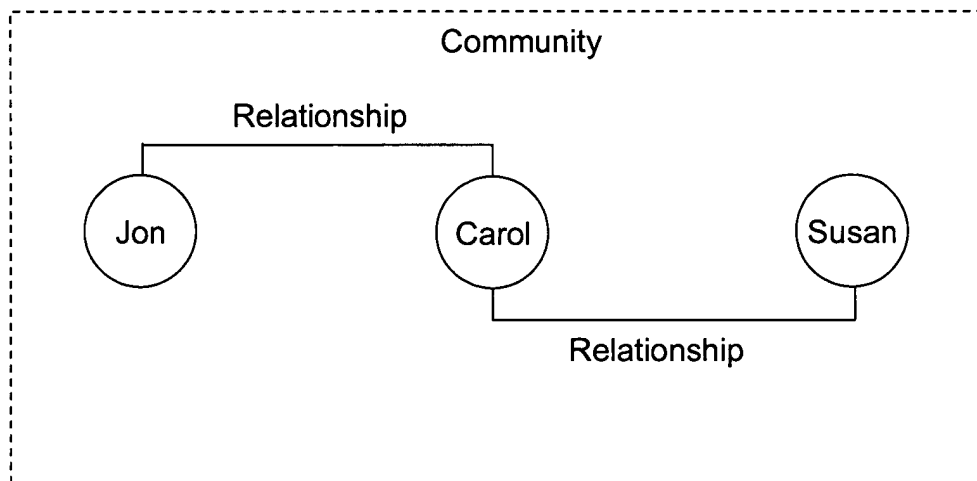 Community
Relationship
Jon
Carol
Susan
Relationship